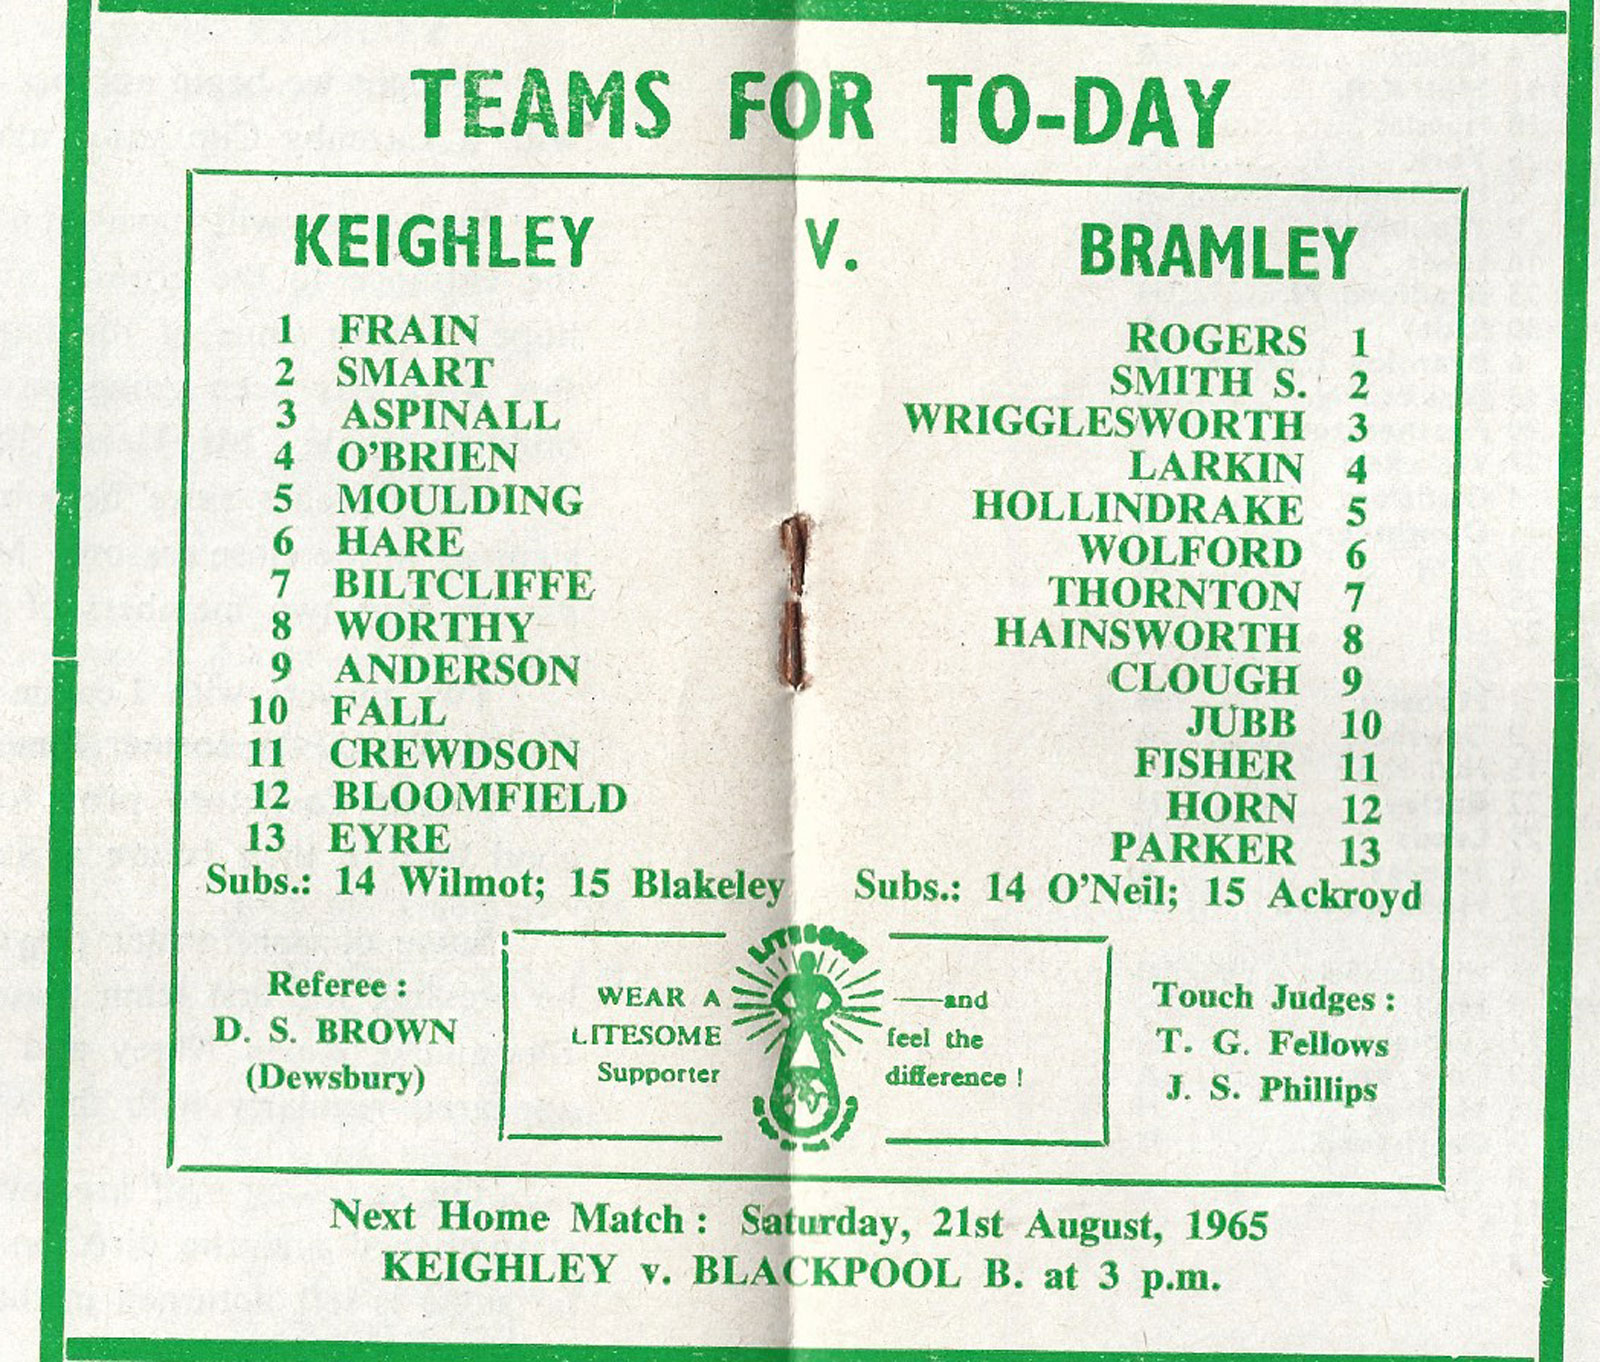 TEAMS FOR TO-DAY
KEIGHLEY V. BRAMLEY
1 FRAIN
2 SMART
3 ASPINALL
4 O'BRIEN
5 MOULDING
6 HARE
7 BILTCLIFFE
8 WORTHY
9 ANDERSON
10 FALL
11 CREWDSON
12 BLOOMFIELD
13 EYRE
Subs.: 14 Wilmot; 15 Blakeley
ROGERS 1
SMITH S. 2
WRIGGLESWORTH 3
LARKIN 4
HOLLINDRAKE 5
WOLFORD 6
THORNTON 7
HAINSWORTH 8
CLOUGH 9
JUBB 10
FISHER 11
HORN 12
PARKER 13
Subs.: 14 O'Neil; 15 Ackroyd
Referee :
D. S. BROWN
(Dewsbury)
LITESOME
WEAR A
LITESOME
Supporter
—and
feel the
difference !
Touch Judges :
T. G. Fellows
J. S. Phillips
Next Home Match : Saturday, 21st August, 1965
KEIGHLEY v. BLACKPOOL B. at 3 p.m.